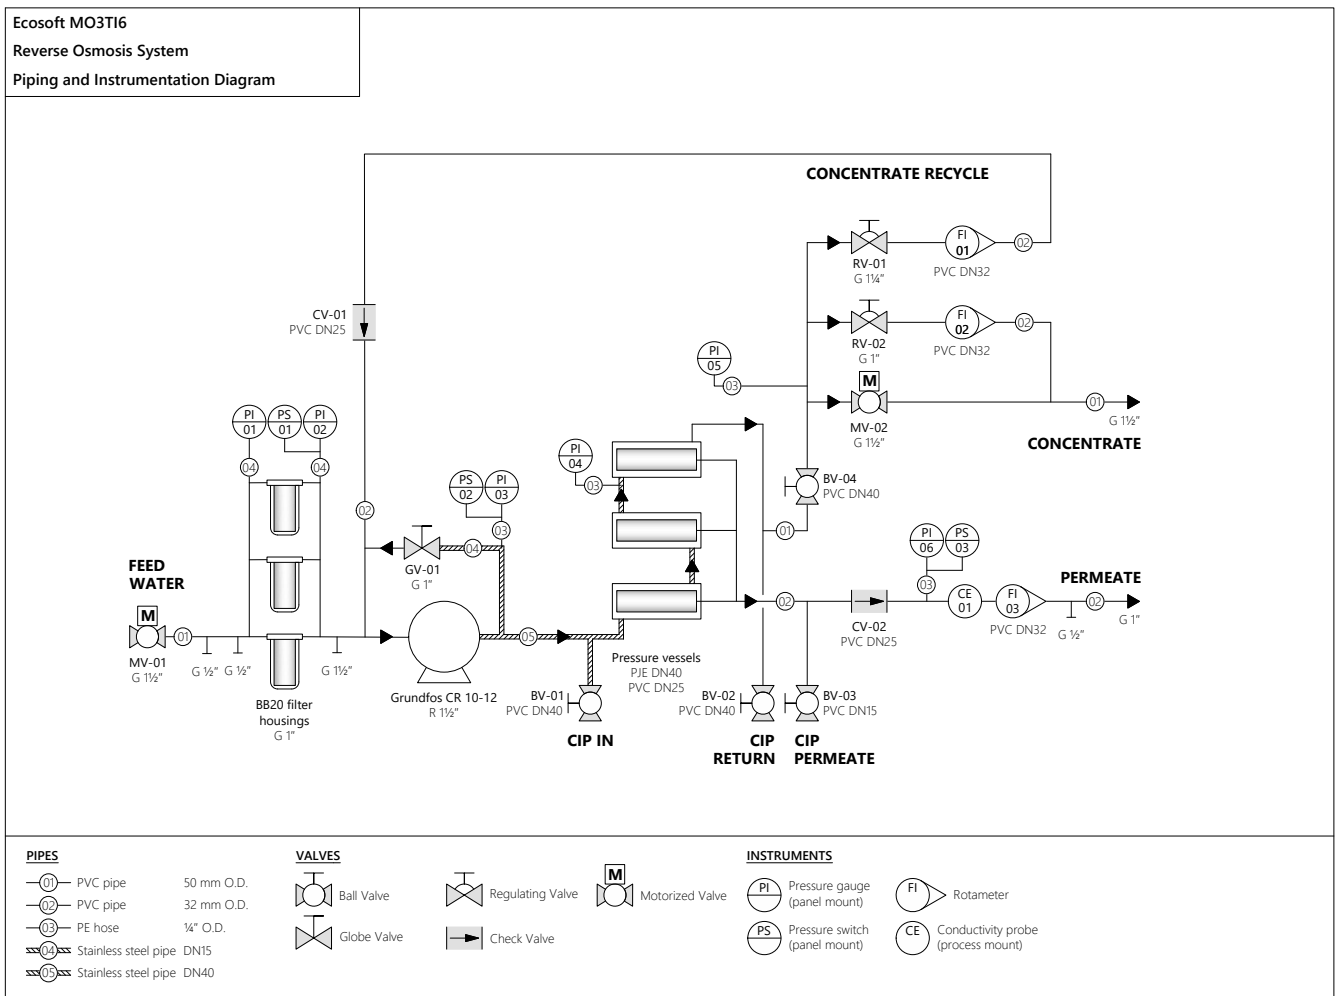 Ecosoft MO3TI6
Reverse Osmosis System
Piping and Instrumentation Diagram
CONCENTRATE RECYCLE
FI
01
02
RV-01
G 1¼"
PVC DN32
CV-01
PVC DN25
FI
02
02
RV-02
G 1"
PVC DN32
PI
05
03
M
01
MV-02
G 1½"
G 1½"
CONCENTRATE
PI
01
PS
01
PI
02
04
04
PI
04
03
PS
02
PI
03
BV-04
PVC DN40
02
03
01
04
GV-01
G 1"
PI
06
PS
03
FEED
WATER
03
PERMEATE
M
01
MV-01
G 1½"
G ½"
G ½"
G 1½"
05
02
CV-02
PVC DN25
CE
01
FI
03
PVC DN32
G ½"
02
G 1"
Pressure vessels
PJE DN40
PVC DN25
BB20 filter
housings
G 1"
Grundfos CR 10-12
R 1½"
BV-01
PVC DN40
BV-02
PVC DN40
BV-03
PVC DN15
CIP IN
CIP
RETURN
CIP
PERMEATE
PIPES
01 PVC pipe 50 mm O.D.
02 PVC pipe 32 mm O.D.
03 PE hose ¼" O.D.
04 Stainless steel pipe DN15
05 Stainless steel pipe DN40
VALVES
Ball Valve
Globe Valve
Regulating Valve
Check Valve
M
Motorized Valve
INSTRUMENTS
PI
Pressure gauge
(panel mount)
PS
Pressure switch
(panel mount)
FI
Rotameter
CE
Conductivity probe
(process mount)